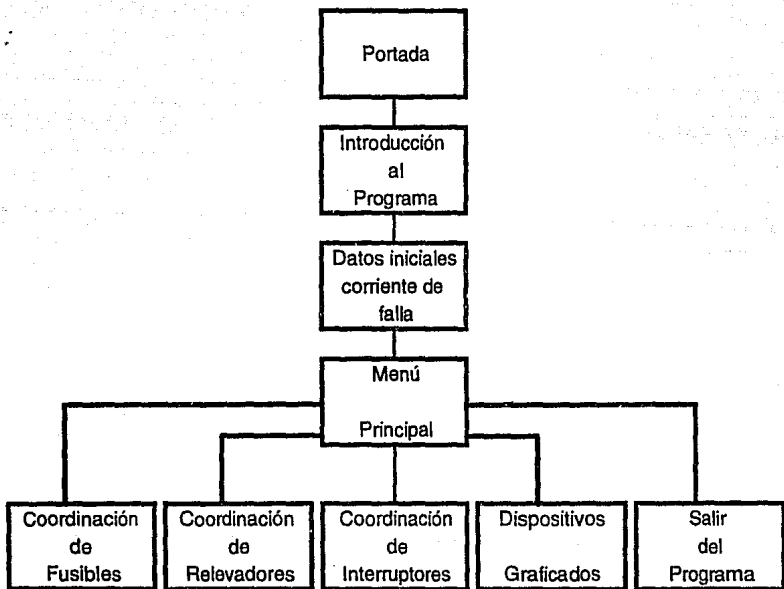 Portada
Introducción
al
Programa
Datos iniciales
corriente de
falla
Menú
Principal
Coordinación
de
Fusibles
Coordinación
de
Relevadores
Coordinación
de
Interruptores
Dispositivos
Graficados
Salir
del
Programa